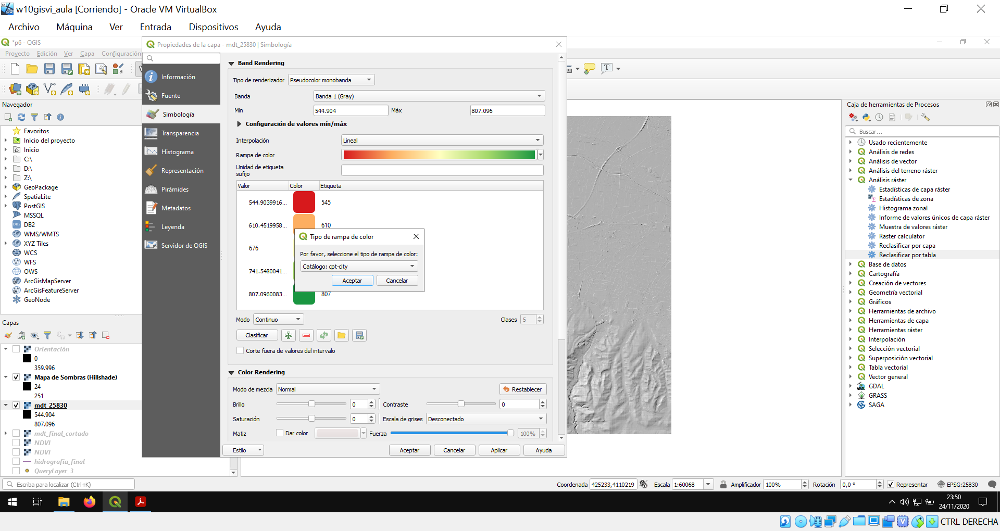 w10gisvi_aula [Corriendo] - Oracle VM VirtualBox
Archivo Máquina Ver Entrada Dispositivos Ayuda
*p6 - QGIS
Proyecto Edición Ver Capa Configuración
Propiedades de la capa - mdt_25830 | Simbología
Información
Fuente
Simbología
Transparencia
Histograma
Representación
Pirámides
Metadatos
Leyenda
Servidor de QGIS
Band Rendering
Tipo de renderizador Pseudocolor monobanda
Banda Banda 1 (Gray)
Mín 544.904 Máx 807.096
Configuración de valores mín/máx
Interpolación Lineal
Rampa de color
Unidad de etiqueta
sufijo
Valor Color Etiqueta
544.9039916... 545
610.4519958... 610
676
741.5480041...
807.0960083... 807
Tipo de rampa de color
Por favor, seleccione el tipo de rampa de color:
Catálogo: cpt-city
Aceptar Cancelar
Modo Continuo Clases 5
Clasificar
Corte fuera de valores del intervalo
Color Rendering
Modo de mezcla Normal Restablecer
Brillo 0 Contraste 0
Saturación 0 Escala de grises Desconectado
Matiz Dar color Fuerza 100%
Estilo Aceptar Cancelar Aplicar Ayuda
Navegador
Favoritos
Inicio del proyecto
Inicio
C:\
D:\
Z:\
GeoPackage
SpatiaLite
PostGIS
MSSQL
DB2
DB2
WMS/WMTS
XYZ Tiles
WCS
WFS
OWS
ArcGisMapServer
ArcGisFeatureServer
GeoNode
Capas
Orientación
0
359.996
Mapa de Sombras (Hillshade)
24
251
mdt_25830
544.904
807.096
mdt_final_cortado
NDVI
NDVI
hidrografia_final
QueryLayer_3
Caja de herramientas de Procesos
Buscar...
Usado recientemente
Análisis de redes
Análisis de vector
Análisis del terreno ráster
Análisis ráster
Estadísticas de capa ráster
Estadísticas de zona
Histograma zonal
Informe de valores únicos de capa ráster
Muestra de valores ráster
Raster calculator
Reclasificar por capa
Reclasificar por tabla
Base de datos
Cartografía
Creación de vectores
Geometría vectorial
Gráficos
Herramientas de archivo
Herramientas de capa
Herramientas ráster
Interpolación
Selección vectorial
Superposición vectorial
Tabla vectorial
Vector general
GDAL
GRASS
SAGA
Escriba para localizar (Ctrl+K)
Coordenada 425233,4110219 Escala 1:60068 Amplificador 100% Rotación 0,0 ° Representar EPSG:25830
23:50
24/11/2020
CTRL DERECHA